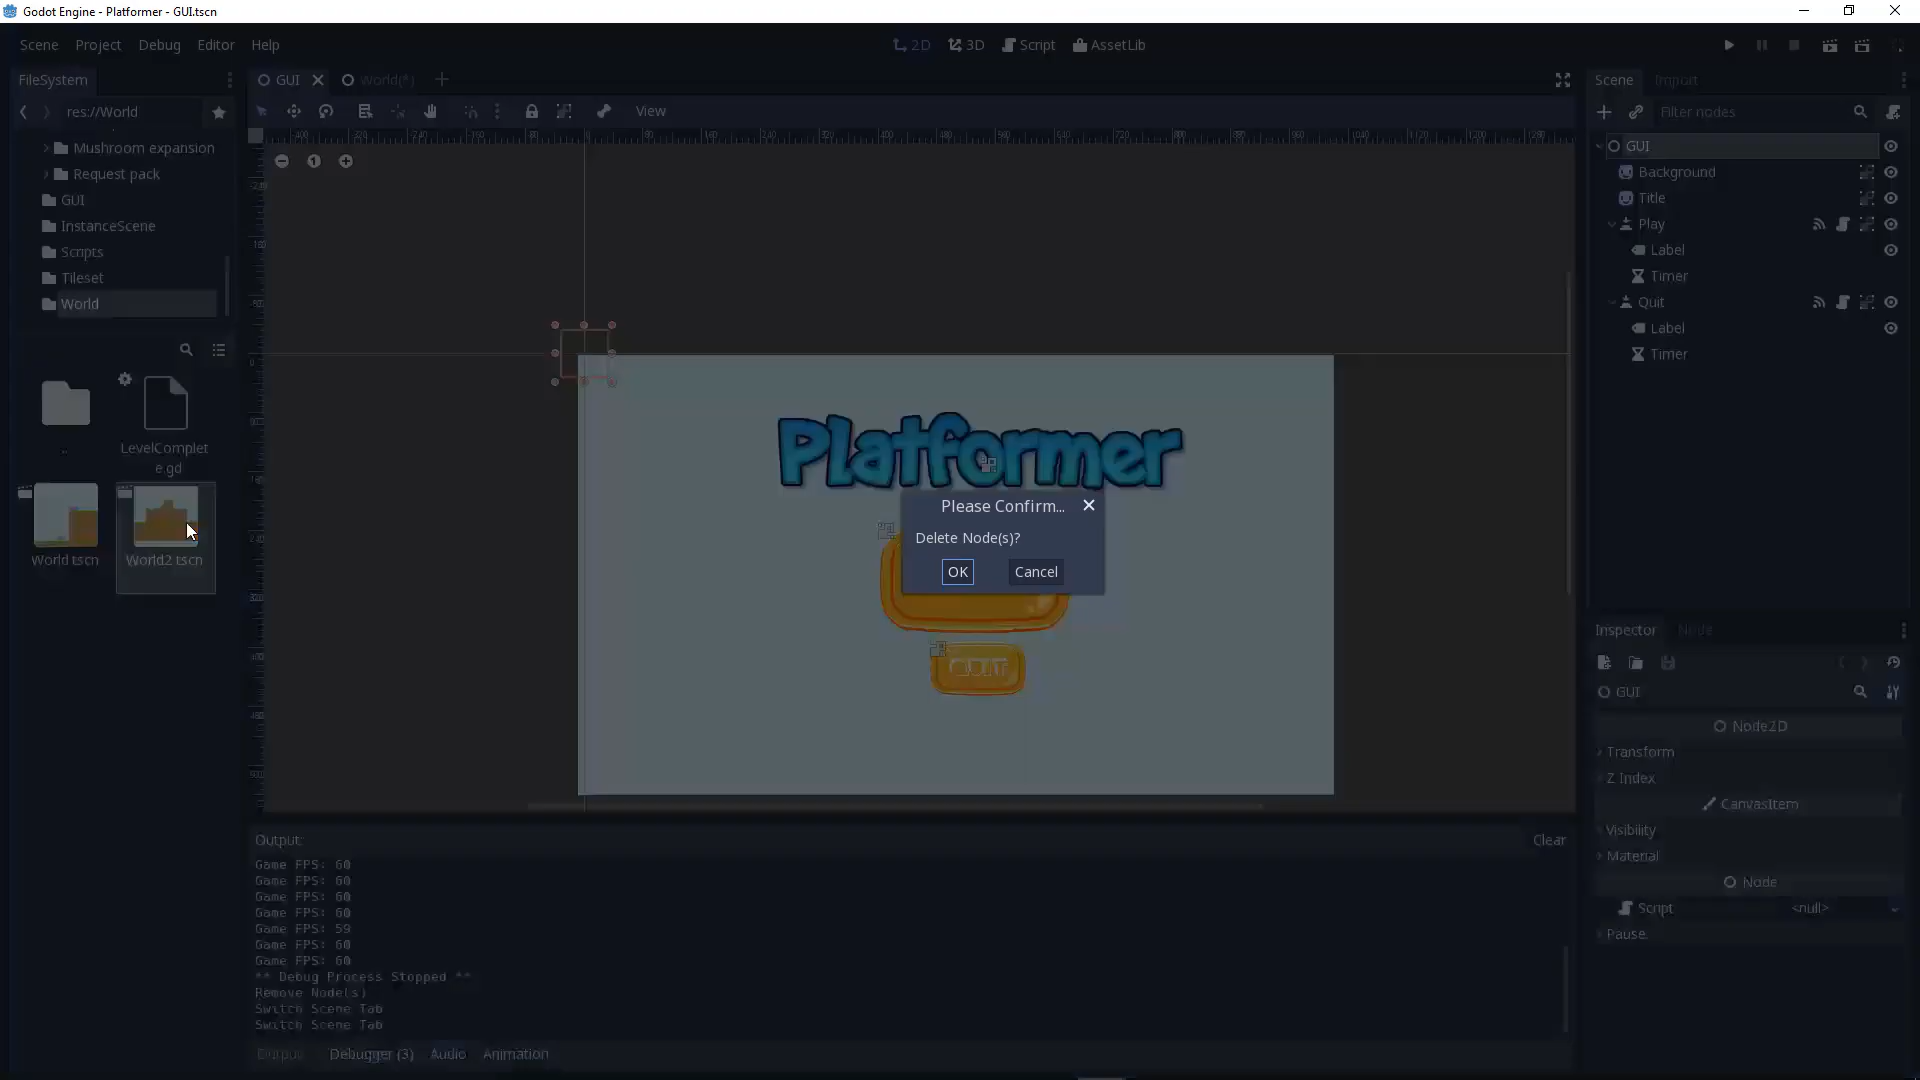 Godot Engine - Platformer - GUI.tscn
Scene Project Debug Editor Help
2D 3D Script AssetLib
FileSystem
GUI
World(*)
Scene Import
res://World
View
Filter nodes
Mushroom expansion
Request pack
GUI
InstanceScene
Scripts
Tileset
World
..
LevelComplet
e.gd
World.tscn
World2.tscn
Platformer
Please Confirm...
Delete Node(s)?
OK Cancel
QUIT
GUI
Background
Title
Play
Label
Timer
Quit
Label
Timer
Inspector Node
GUI
Node2D
Transform
Z Index
CanvasItem
Visibility
Material
Node
Script <null>
Pause
Output:
Clear
Game FPS: 60
Game FPS: 60
Game FPS: 60
Game FPS: 60
Game FPS: 59
Game FPS: 60
Game FPS: 60
** Debug Process Stopped **
Remove Node(s)
Switch Scene Tab
Switch Scene Tab
Output Debugger (3) Audio Animation